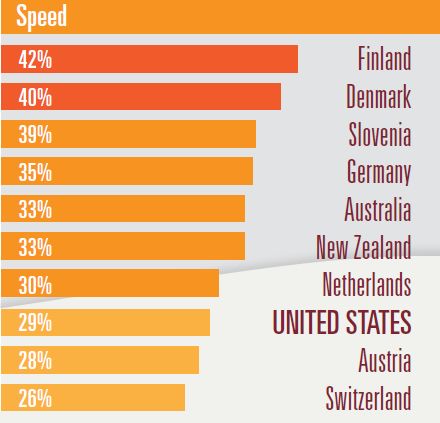 Speed
42% Finland
40% Denmark
39% Slovenia
35% Germany
33% Australia
33% New Zealand
30% Netherlands
29% UNITED STATES
28% Austria
26% Switzerland